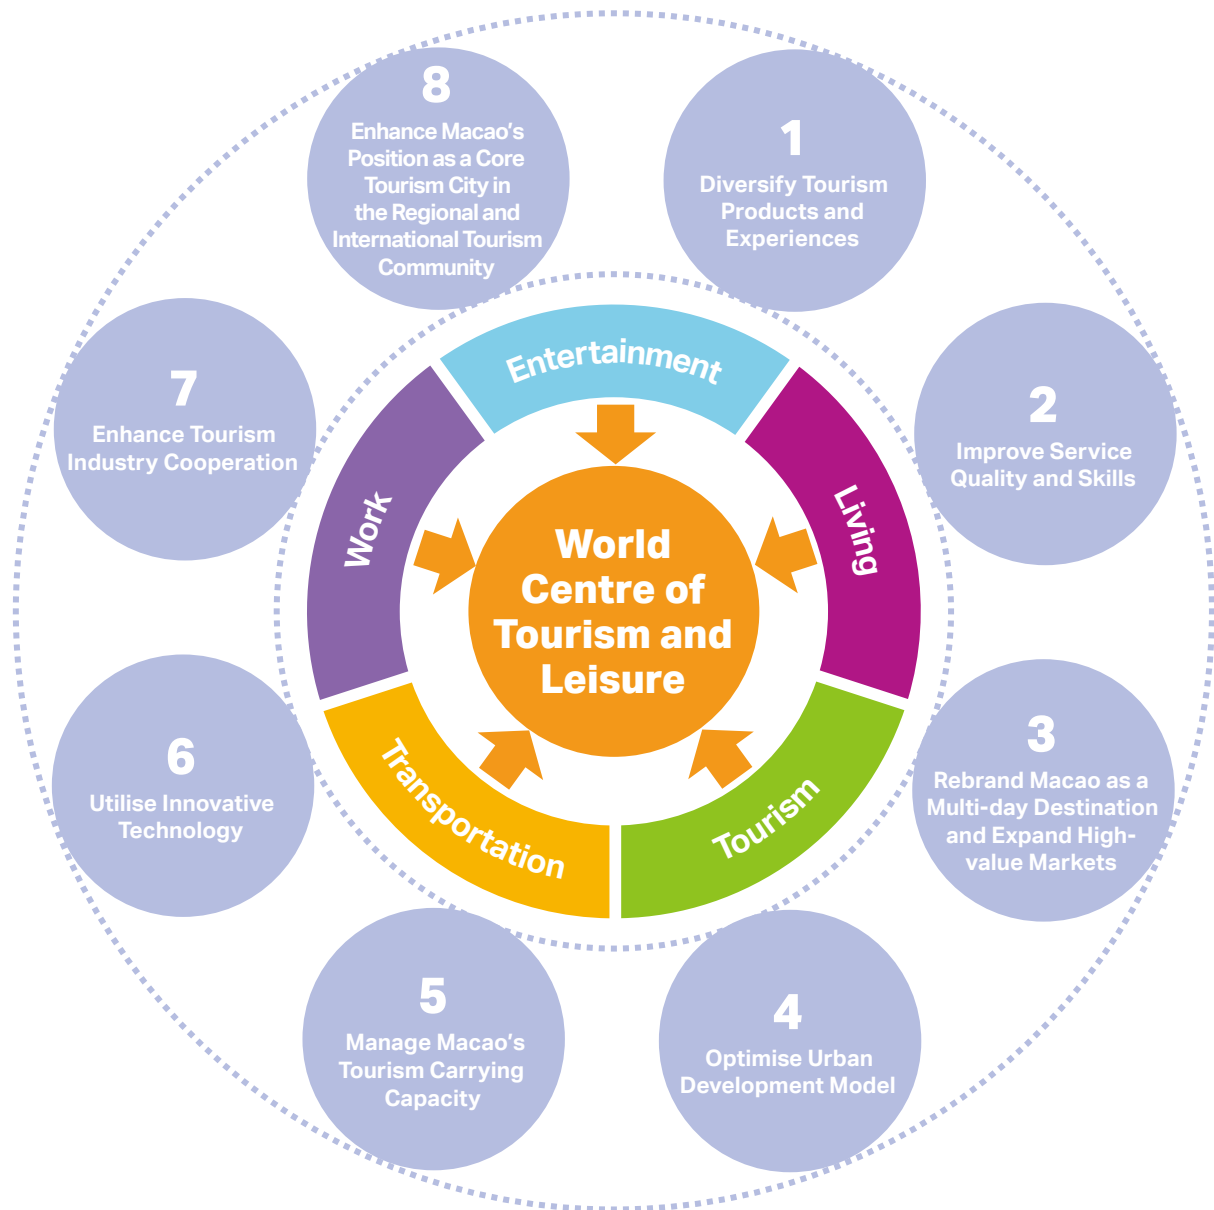 8
Enhance Macao's
Position as a Core
Tourism City in
the Regional and
International Tourism
Community
1
Diversify Tourism
Products and
Experiences
7
Enhance Tourism
Industry Cooperation
2
Improve Service
Quality and Skills
Entertainment
Work
Living
World
Centre of
Tourism and
Leisure
Transportation
Tourism
6
Utilise Innovative
Technology
3
Rebrand Macao as a
Multi-day Destination
and Expand High-
value Markets
5
Manage Macao's
Tourism Carrying
Capacity
4
Optimise Urban
Development Model